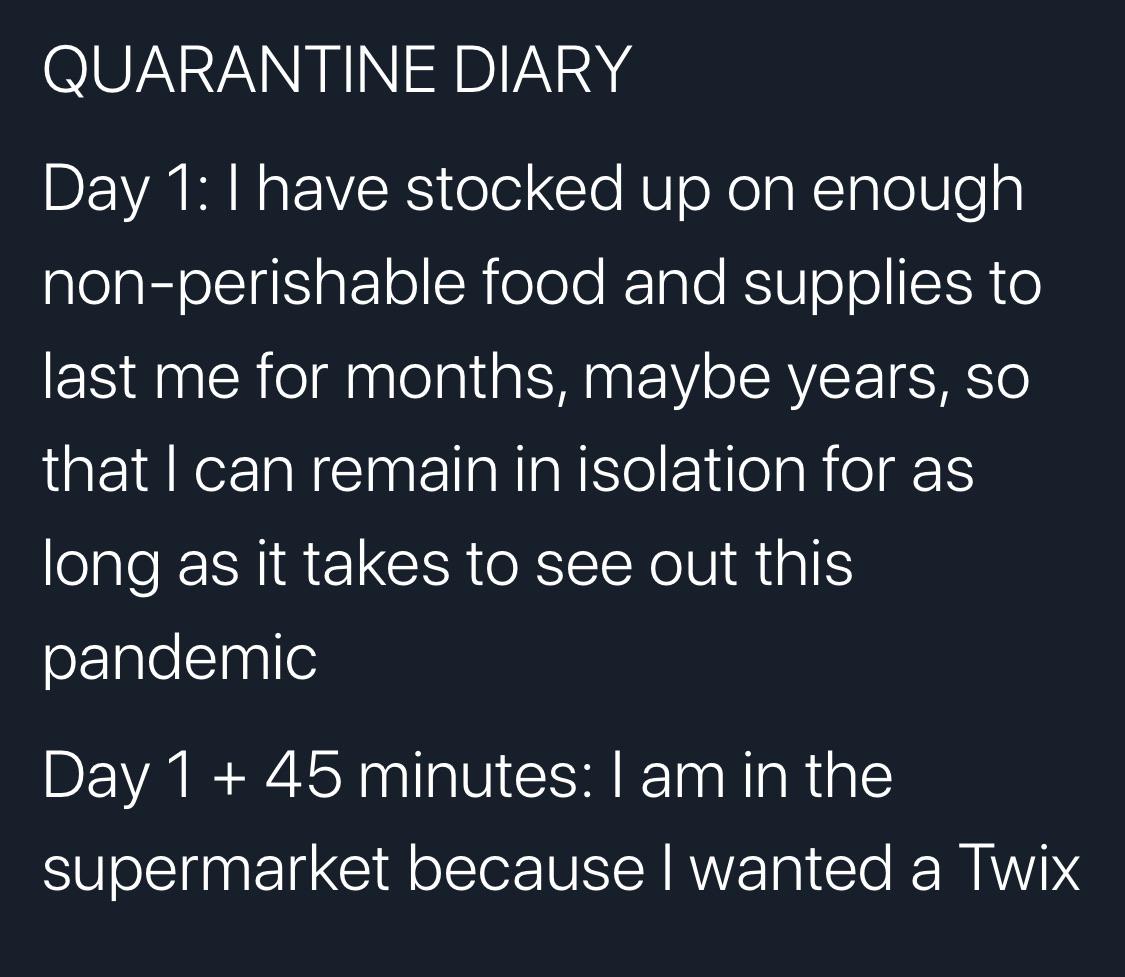 QUARANTINE DIARY
Day 1: I have stocked up on enough
non-perishable food and supplies to
last me for months, maybe years, so
that I can remain in isolation for as
long as it takes to see out this
pandemic
Day 1 + 45 minutes: I am in the
supermarket because I wanted a Twix